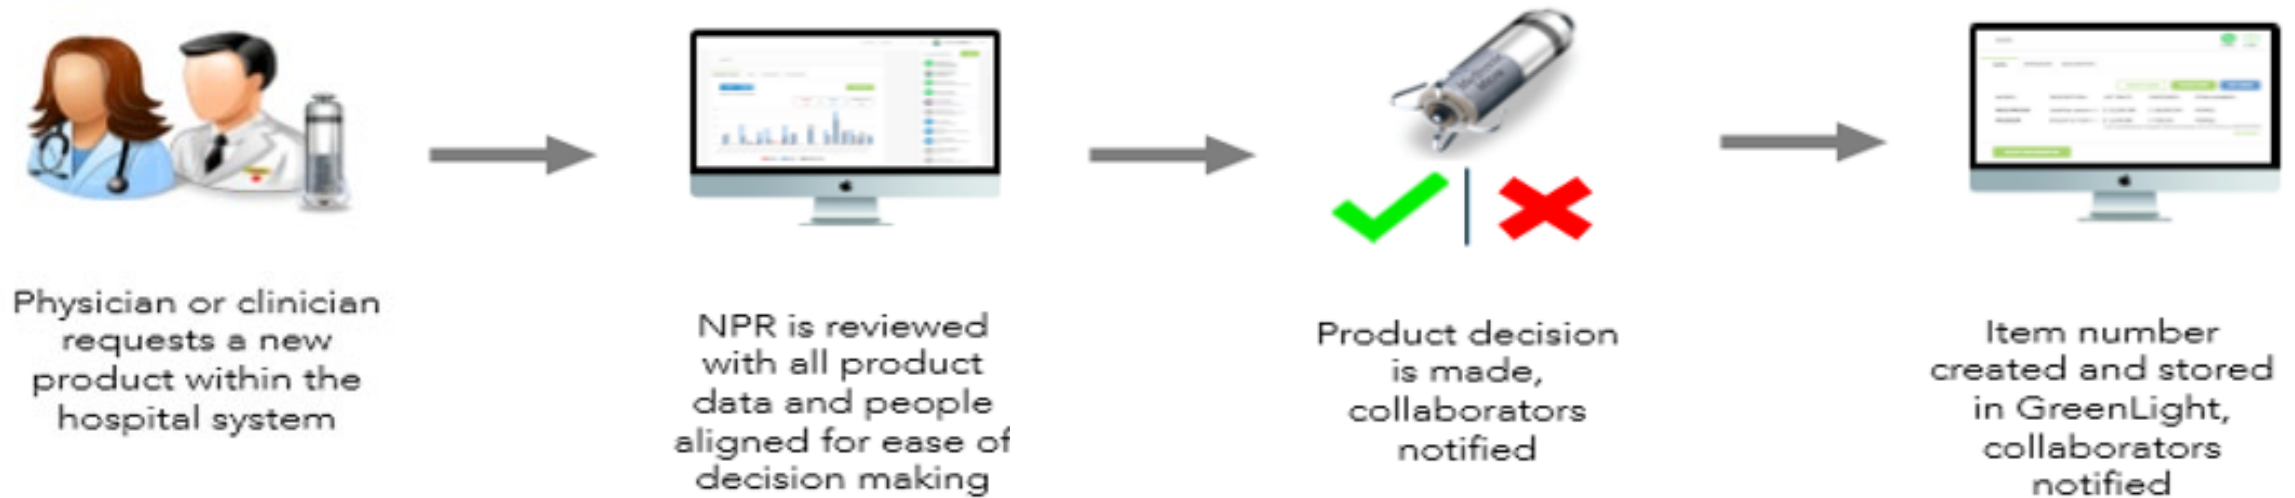 Physician or clinician
requests a new
product within the
hospital system
NPR is reviewed
with all product
data and people
aligned for ease of
decision making
Product decision
is made,
collaborators
notified
Item number
created and stored
in GreenLight,
collaborators
notified